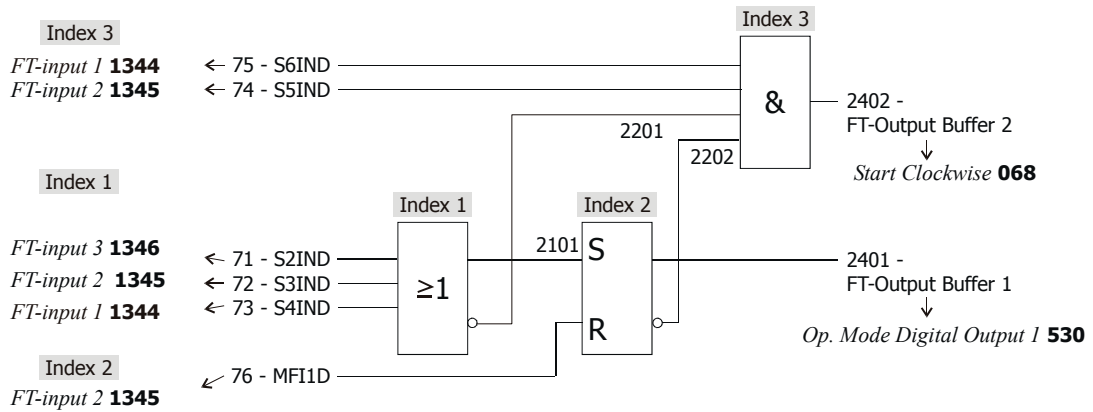 Index 3
Index 3
FT-input 1 1344
← 75 - S6IND
FT-input 2 1345
← 74 - S5IND
&
2402 -
FT-Output Buffer 2
2201
2202
Start Clockwise 068
Index 1
Index 1
Index 2
FT-input 3 1346
← 71 - S2IND
2101
S
2401 -
FT-input 2 1345
← 72 - S3IND
≥1
FT-Output Buffer 1
FT-input 1 1344
← 73 - S4IND
R
Op. Mode Digital Output 1 530
Index 2
76 - MFI1D
FT-input 2 1345